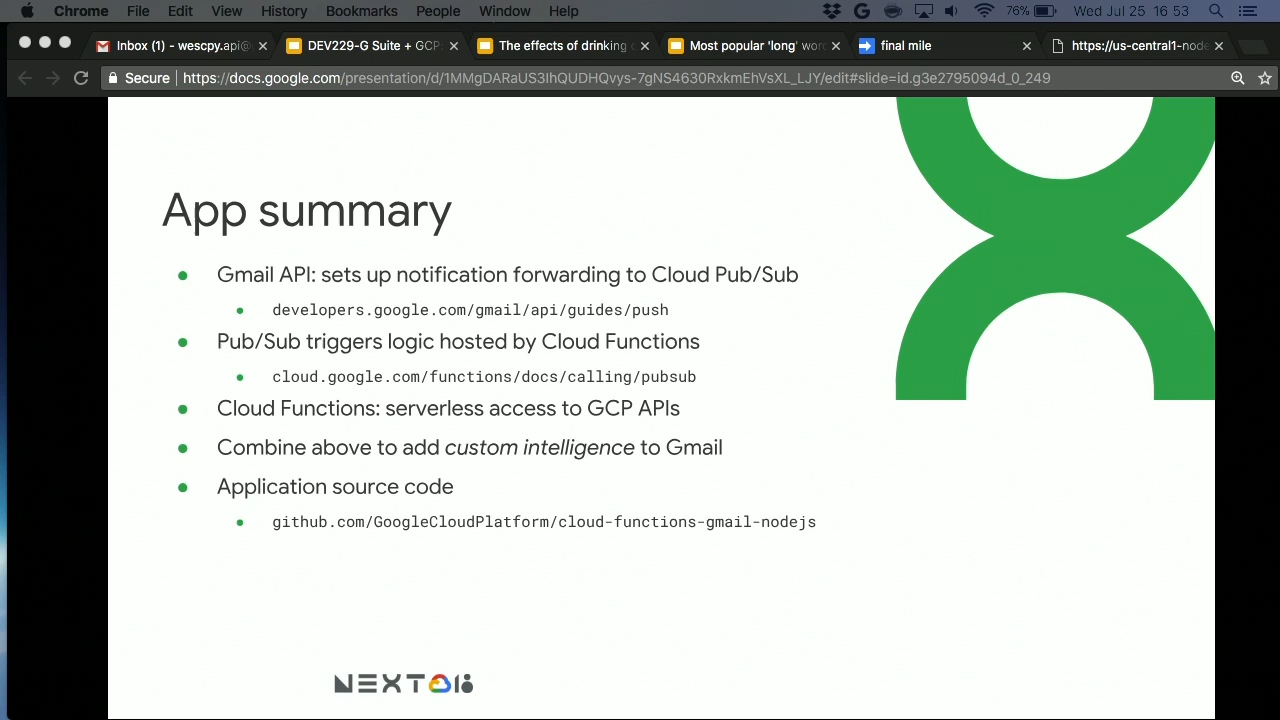 Chrome File Edit View History Bookmarks People Window Help 76% Wed Jul 25 16 53
Inbox (1) - wescpy.api@ DEV229-G Suite + GCP The effects of drinking Most popular 'long' wor final mile https://us-central1-node
Secure https://docs.google.com/presentation/d/1MMgDARaUS3IhQUDHQvys-7gNS4630RxkmEhVsXL_LJY/edit#slide=id.g3e2795094d_0_249
App summary
● Gmail API: sets up notification forwarding to Cloud Pub/Sub
● developers.google.com/gmail/api/guides/push
● Pub/Sub triggers logic hosted by Cloud Functions
● cloud.google.com/functions/docs/calling/pubsub
● Cloud Functions: serverless access to GCP APIs
● Combine above to add custom intelligence to Gmail
● Application source code
● github.com/GoogleCloudPlatform/cloud-functions-gmail-nodejs
NEXT 18